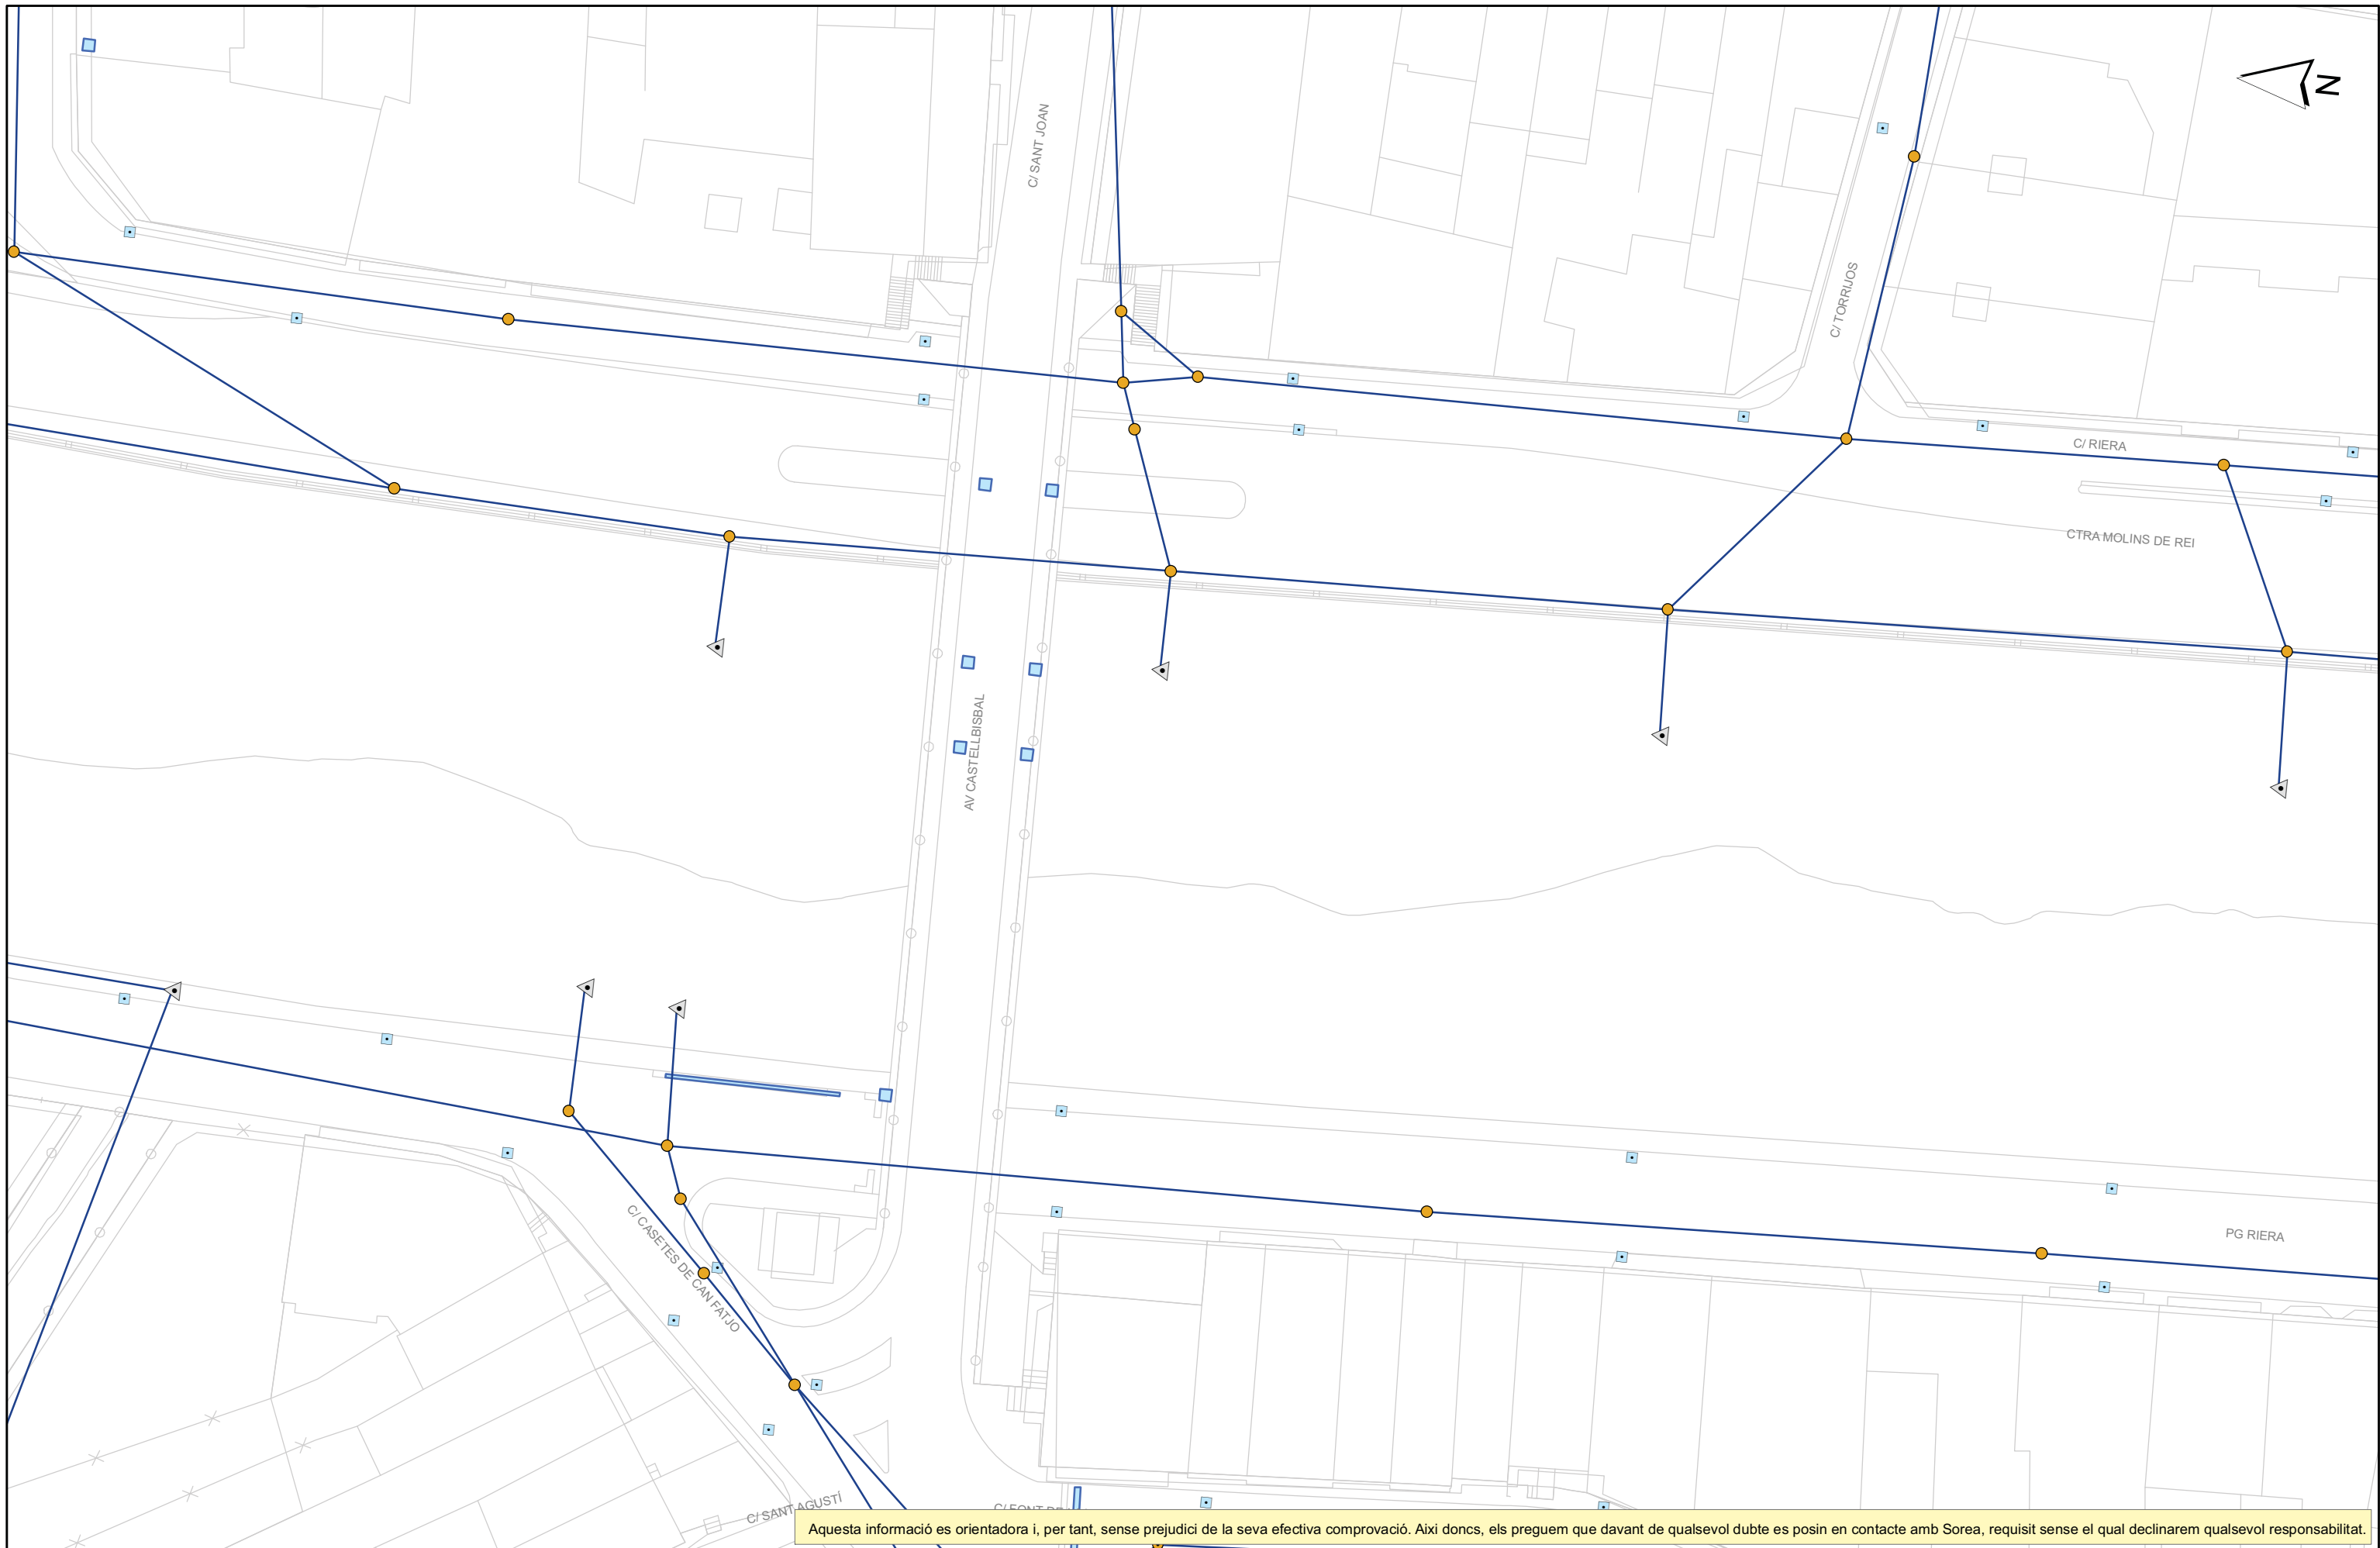 N
C/ SANT JOAN
C/ TORRIJOS
C/ RIERA
CTRA MOLINS DE REI
AV CASTELLBISBAL
C/ CASETES DE CAN FATJO
PG RIERA
C/ SANT AGUSTÍ
C/ FONT
Aquesta informació es orientadora i, per tant, sense prejudici de la seva efectiva comprovació. Aixi doncs, els preguem que davant de qualsevol dubte es posin en contacte amb Sorea, requisit sense el qual declinarem qualsevol responsabilitat.